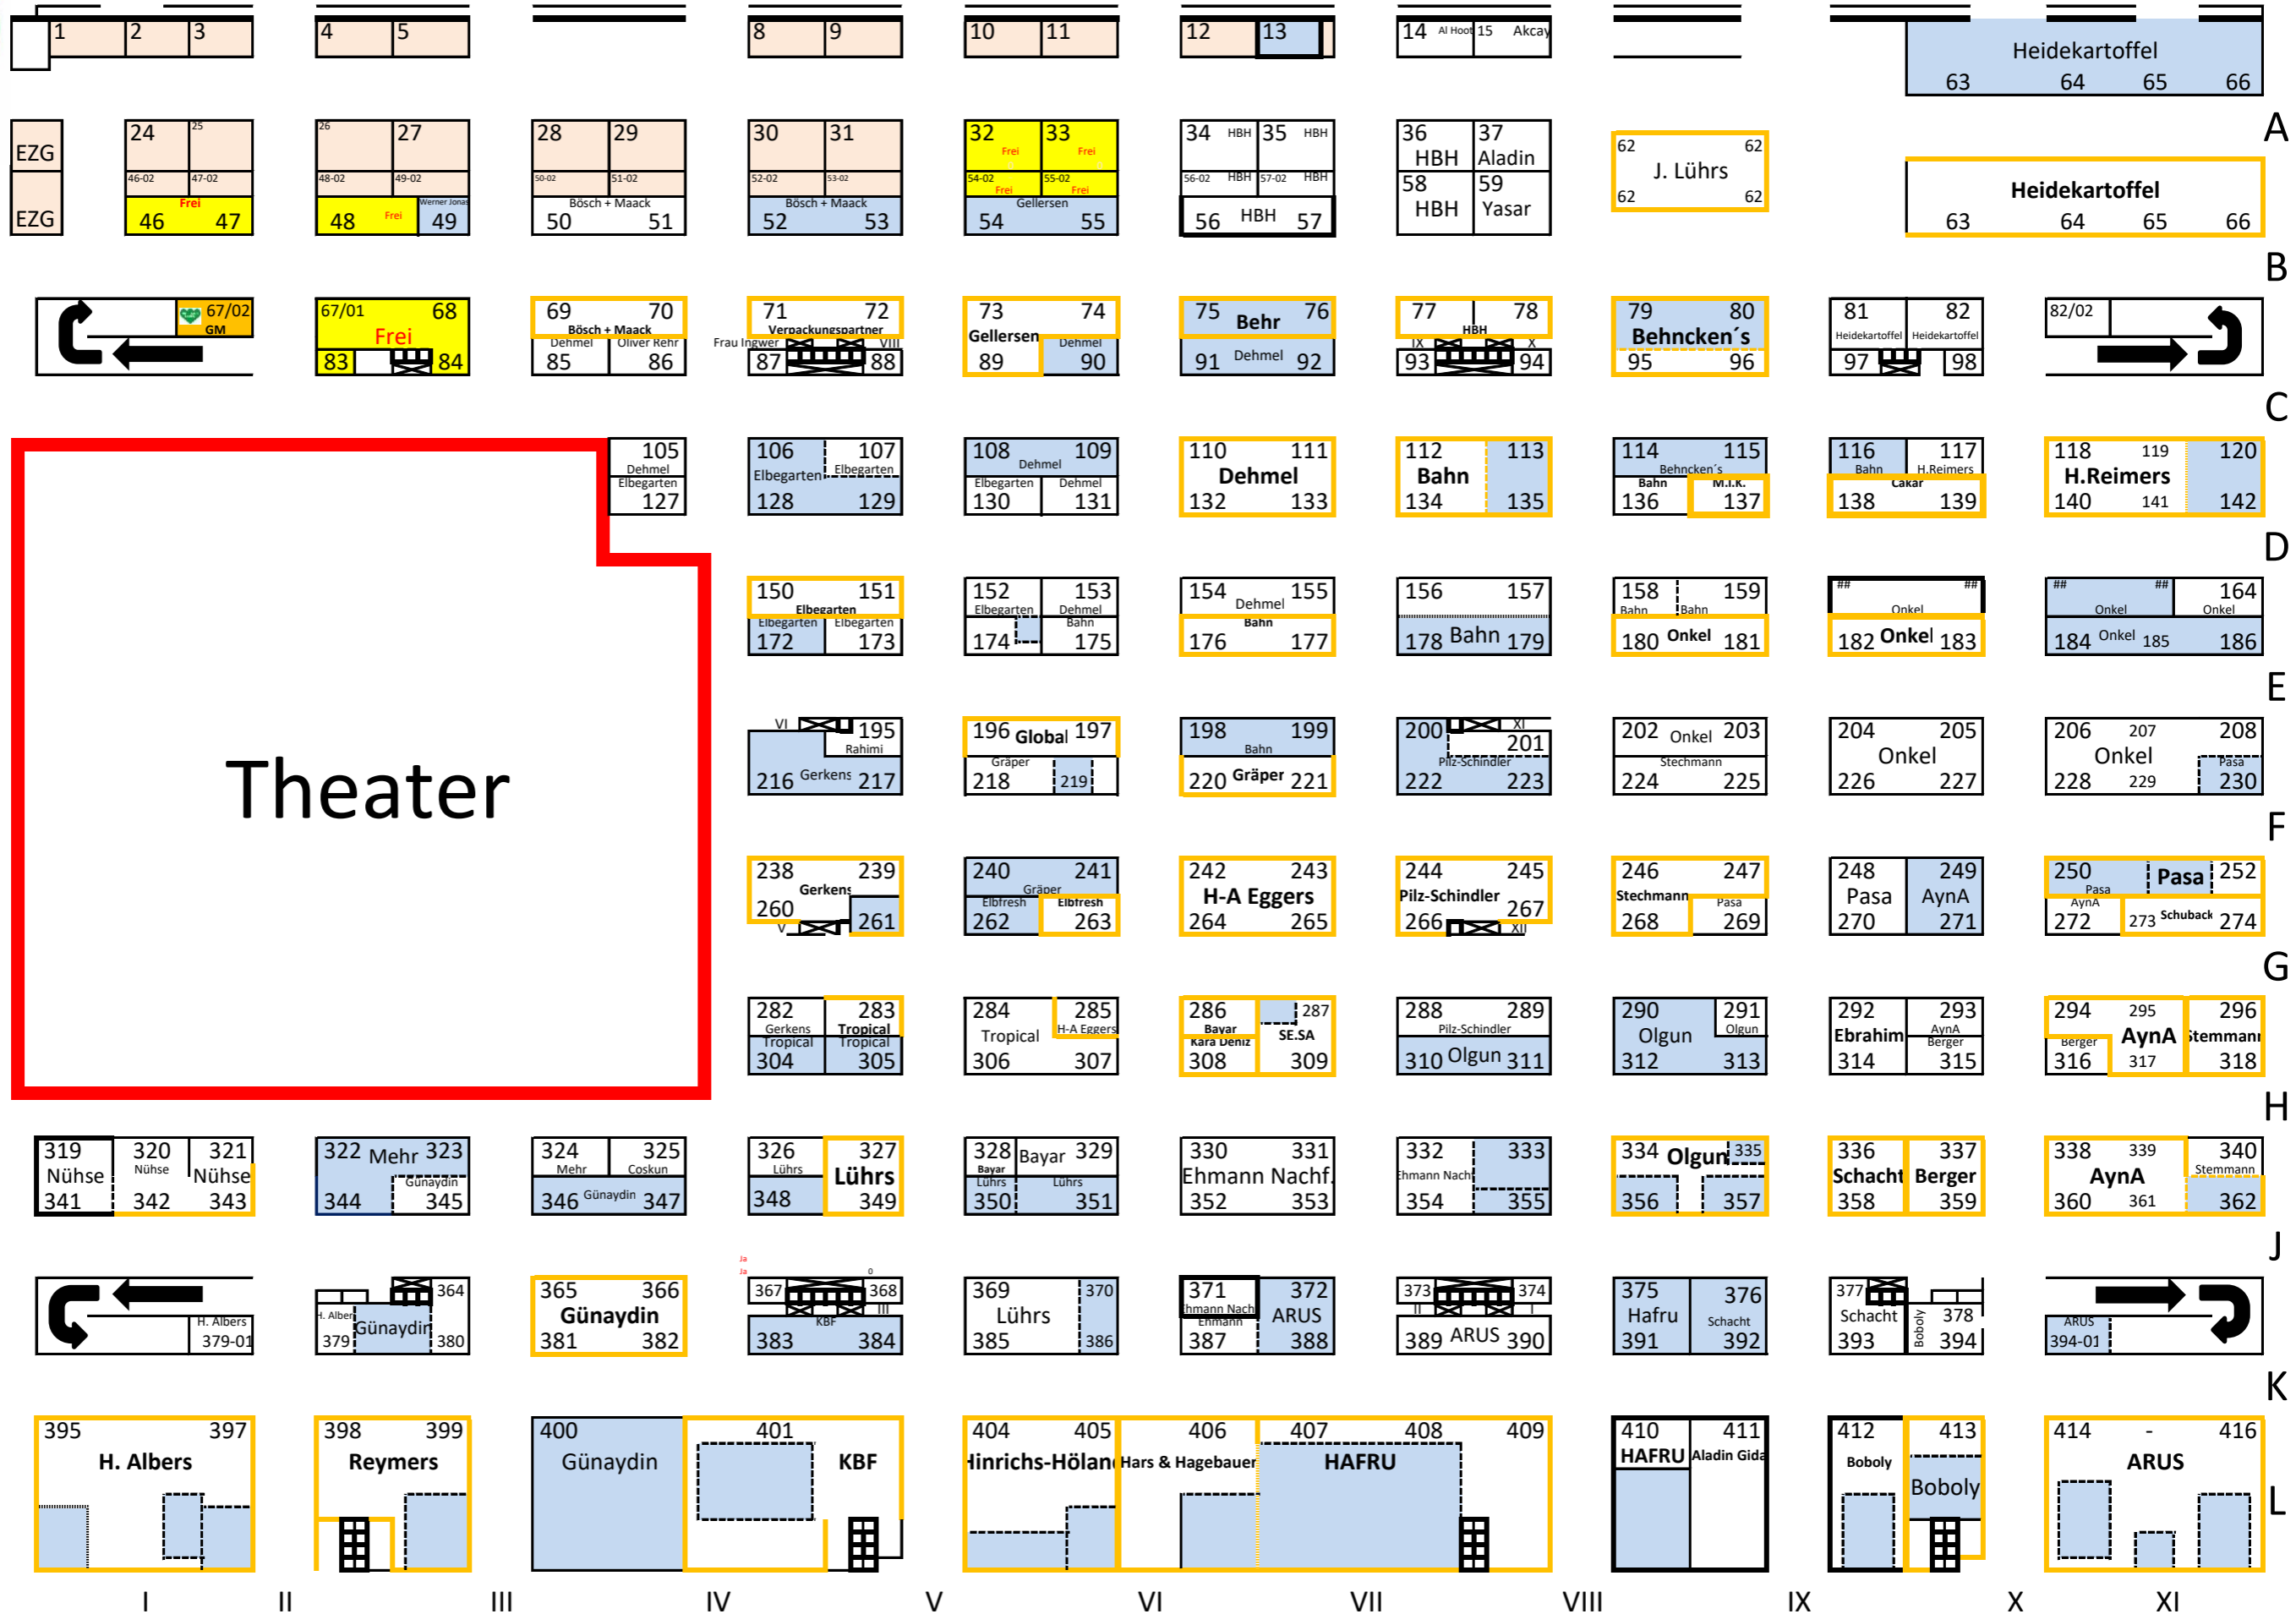 1 2 3 4 5 8 9 10 11 12 13 14 Al Hoot 15 Akcay
Heidekartoffel
63 64 65 66
A
EZG 24 25 26 27 28 29 30 31 32 33 34 HBH 35 HBH 36 37
Frei Frei HBH Aladin
62 62
J. Lührs
62 62
EZG 46-02 47-02 48-02 49-02 50-02 51-02 52-02 53-02 54-02 55-02 56-02 HBH 57-02 HBH 58 59
Frei Frei HBH Yasar
Frei Frei Werner Jonas Bösch + Maack Bösch + Maack Gellersen HBH
46 47 48 49 50 51 52 53 54 55 56 57
Heidekartoffel
63 64 65 66
B
67/02 67/01 68 69 70 71 72 73 74 75 76 77 78 79 80 81 82 82/02
GM Frei Bösch + Maack Verpackungspartner Gellersen Behr HBH Behncken´s Heidekartoffel Heidekartoffel
Dehmel Oliver Rehr Frau Ingwer VIII Dehmel Dehmel IX X
83 84 85 86 87 88 89 90 91 92 93 94 95 96 97 98
C
105 106 107 108 109 110 111 112 113 114 115 116 117 118 119 120
Dehmel Elbegarten Elbegarten Dehmel Dehmel Bahn Behncken´s Bahn H.Reimers H.Reimers
Elbegarten Elbegarten Dehmel Bahn M.I.K. Cakar
127 128 129 130 131 132 133 134 135 136 137 138 139 140 141 142
D
150 151 152 153 154 155 156 157 158 159 ## ## ## ## 164
Elbegarten Elbegarten Dehmel Dehmel Bahn Bahn Onkel Onkel Onkel
Elbegarten Elbegarten Bahn Bahn Bahn Onkel Onkel Onkel
172 173 174 175 176 177 178 179 180 181 182 183 184 185 186
E
Theater
VI 195 196 Global 197 198 199 200 XI 201 202 Onkel 203 204 205 206 207 208
Rahimi Bahn Onkel Onkel
Gerkens Gräper Gräper Pilz-Schindler Stechmann Pasa
216 217 218 219 220 221 222 223 224 225 226 227 228 229 230
F
238 239 240 241 242 243 244 245 246 247 248 249 250 Pasa 252
Gerkens Gräper H-A Eggers Pilz-Schindler Stechmann Pasa AynA Pasa
Elbfresh Elbfresh Pasa AynA Schuback
260 V 261 262 263 264 265 266 267 XII 268 269 270 271 272 273 274
G
282 283 284 285 286 287 288 289 290 291 292 293 294 295 296
Gerkens Tropical Tropical H-A Eggers Bayar SE.SA Pilz-Schindler Olgun Olgun Ebrahim AynA AynA Stemmann
Tropical Tropical Kara Deniz Olgun Berger Berger
304 305 306 307 308 309 310 311 312 313 314 315 316 317 318
H
319 320 321 322 Mehr 323 324 325 326 327 328 Bayar 329 330 331 332 333 334 Olgun 335 336 337 338 339 340
Nühse Nühse Nühse Mehr Coskun Lührs Lührs Bayar Ehmann Nachf. Ehmann Nach Schacht Berger AynA Stemmann
Günaydin Günaydin Lührs Lührs
341 342 343 344 345 346 347 348 349 350 351 352 353 354 355 356 357 358 359 360 361 362
J
Ja
Ja 0
364 365 366 367 368 369 370 371 372 373 374 375 376 377 378
H. Albers H. Alber Günaydin Günaydin III KBF Lührs Ehmann Nach Ehmann ARUS II I ARUS Hafru Schacht Schacht Boboly ARUS
379-01 379 380 381 382 383 384 385 386 387 388 389 390 391 392 393 394 394-01
K
395 397 398 399 400 401 404 405 406 407 408 409 410 411 412 413 414 - 416
H. Albers Reymers Günaydin KBF Hinrichs-Höland Hars & Hagebauer HAFRU HAFRU Aladin Gida Boboly Boboly ARUS
L
I II III IV V VI VII VIII IX X XI